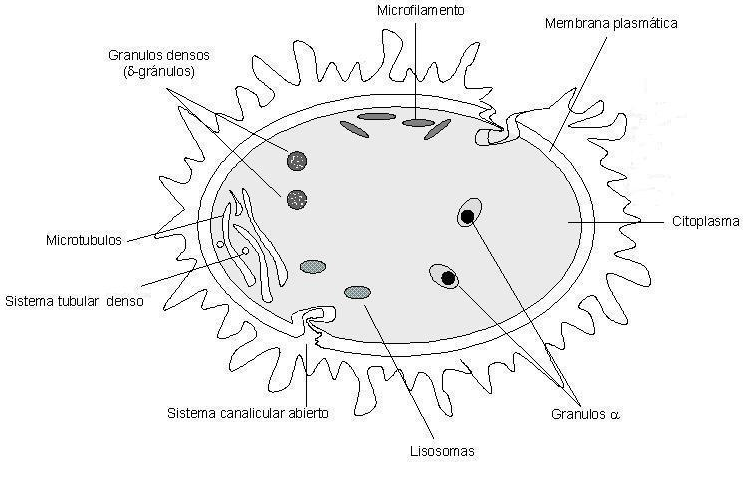 Microfilamento
Membrana plasmática
Granulos densos
(δ-gránulos)
Citoplasma
Microtubulos
Sistema tubular denso
Sistema canalicular abierto
Granulos α
Lisosomas